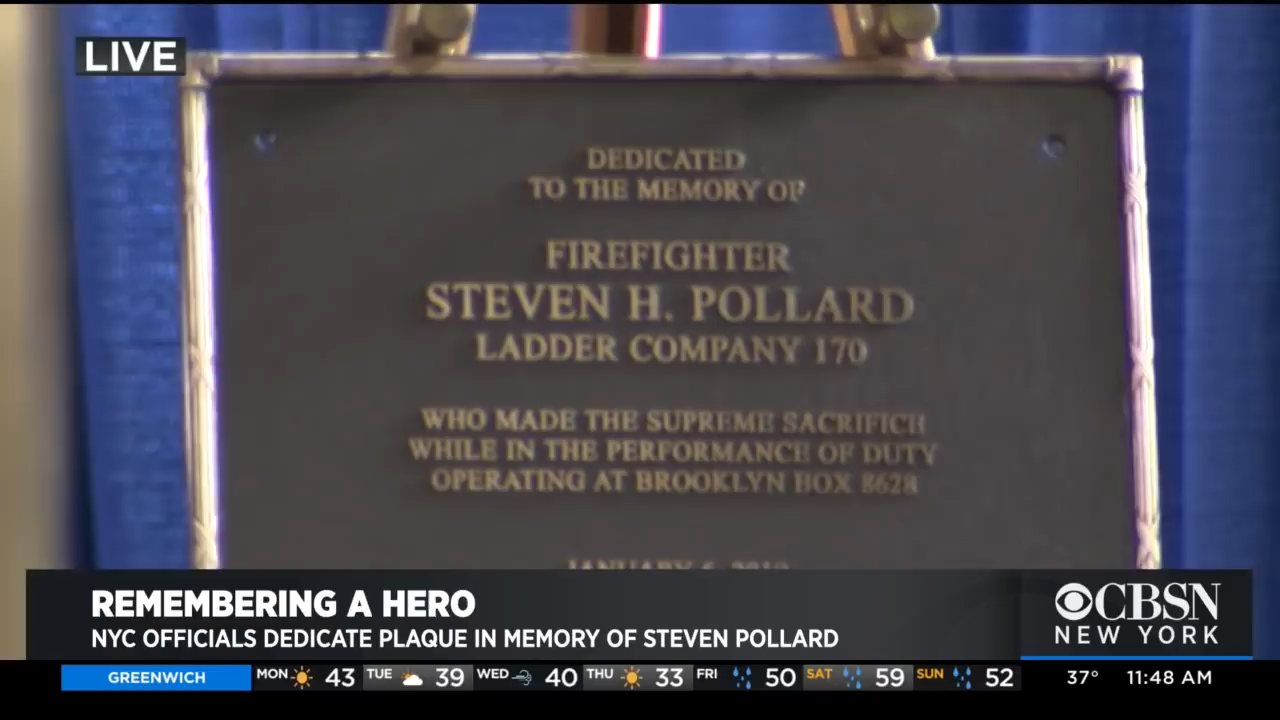 LIVE
DEDICATED
TO THE MEMORY OF
FIREFIGHTER
STEVEN H. POLLARD
LADDER COMPANY 170
WHO MADE THE SUPREME SACRIFICE
WHILE IN THE PERFORMANCE OF DUTY
OPERATING AT BROOKLYN BOX 8628
JANUARY 6, 2019
REMEMBERING A HERO
NYC OFFICIALS DEDICATE PLAQUE IN MEMORY OF STEVEN POLLARD
CBSN
NEW YORK
GREENWICH MON 43 TUE 39 WED 40 THU 33 FRI 50 SAT 59 SUN 52 37° 11:48 AM